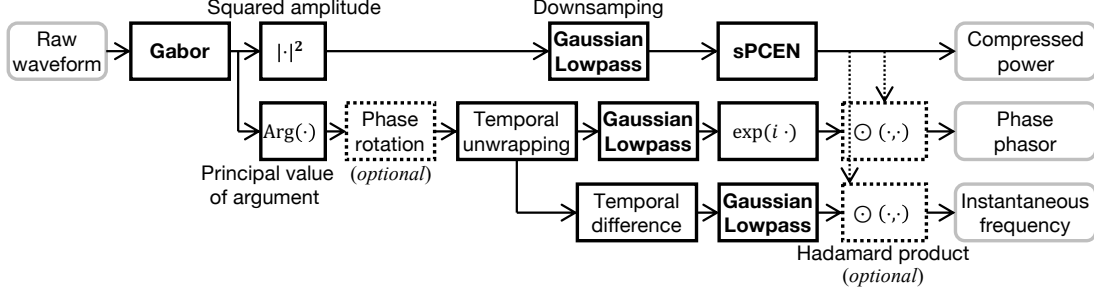 Squared amplitude
Downsamping
Raw
waveform
Gabor
|·|²
Gaussian
Lowpass
sPCEN
Compressed
power
Arg(·)
Phase
rotation
Temporal
unwrapping
Gaussian
Lowpass
exp(i ·)
⊙ (·,·)
Phase
phasor
Principal value
of argument
(optional)
Temporal
difference
Gaussian
Lowpass
⊙ (·,·)
Instantaneous
frequency
Hadamard product
(optional)